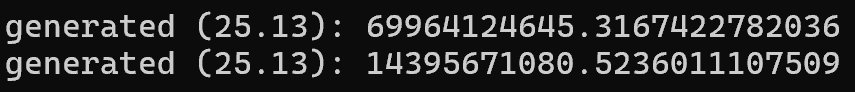 generated (25.13): 69964124645.3167422782036
generated (25.13): 14395671080.5236011107509